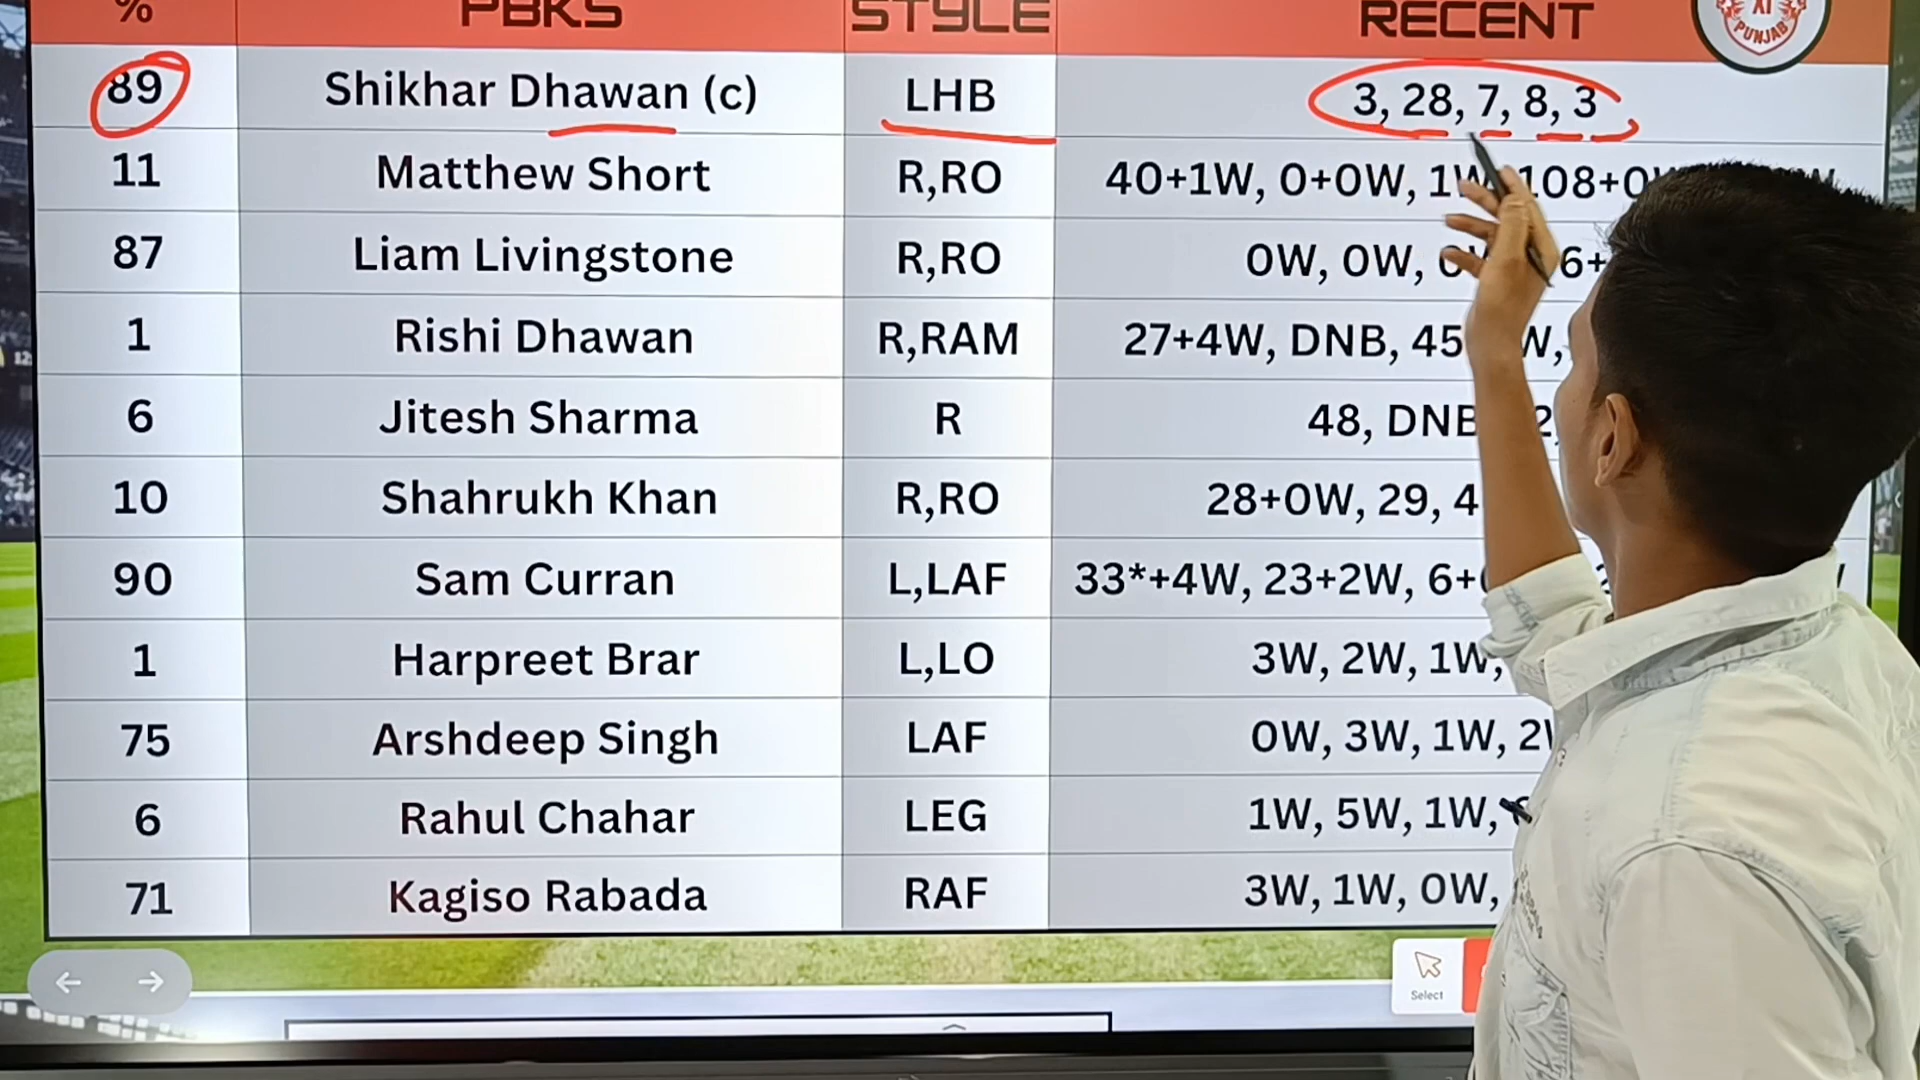 % PBKS STYLE RECENT
XI
PUNJAB
89 Shikhar Dhawan (c) LHB 3, 28, 7, 8, 3
11 Matthew Short R,RO 40+1W, 0+0W, 1W, 108+0W
87 Liam Livingstone R,RO 0W, 0W, 6+
1 Rishi Dhawan R,RAM 27+4W, DNB, 45 W,
6 Jitesh Sharma R 48, DNB
10 Shahrukh Khan R,RO 28+0W, 29, 4
90 Sam Curran L,LAF 33*+4W, 23+2W, 6+
1 Harpreet Brar L,LO 3W, 2W, 1W,
75 Arshdeep Singh LAF 0W, 3W, 1W, 2
6 Rahul Chahar LEG 1W, 5W, 1W,
71 Kagiso Rabada RAF 3W, 1W, 0W,
Select